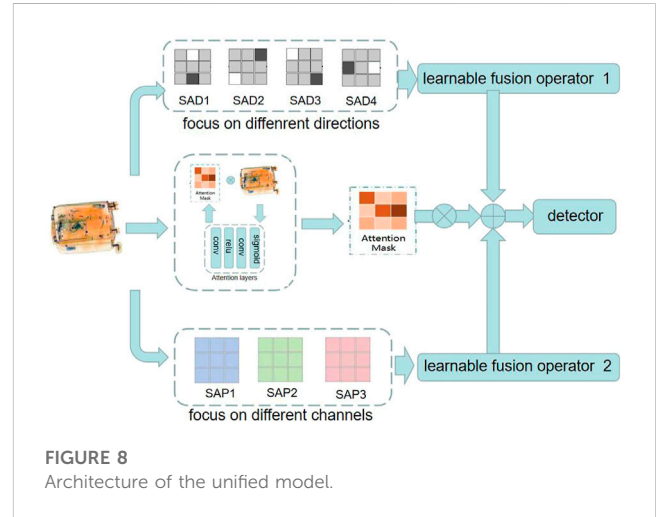 SAD1 SAD2 SAD3 SAD4
focus on diffenrent directions
learnable fusion operator 1
Attention
Mask
conv relu conv sigmoid
Attention layers
Attention
Mask
detector
SAP1 SAP2 SAP3
focus on different channels
learnable fusion operator 2
FIGURE 8
Architecture of the unified model.